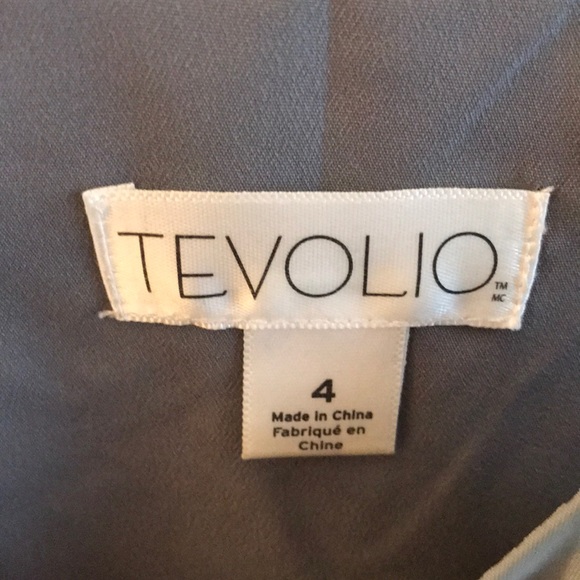 TEVOLIO ™ MC
4
Made in China
Fabriqué en
Chine